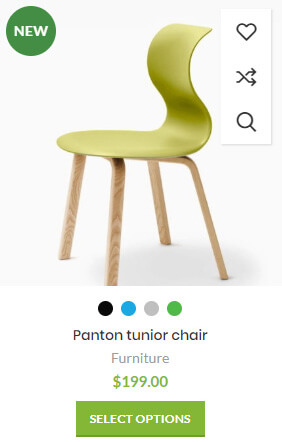 NEW
Panton tunior chair
Furniture
$199.00
SELECT OPTIONS